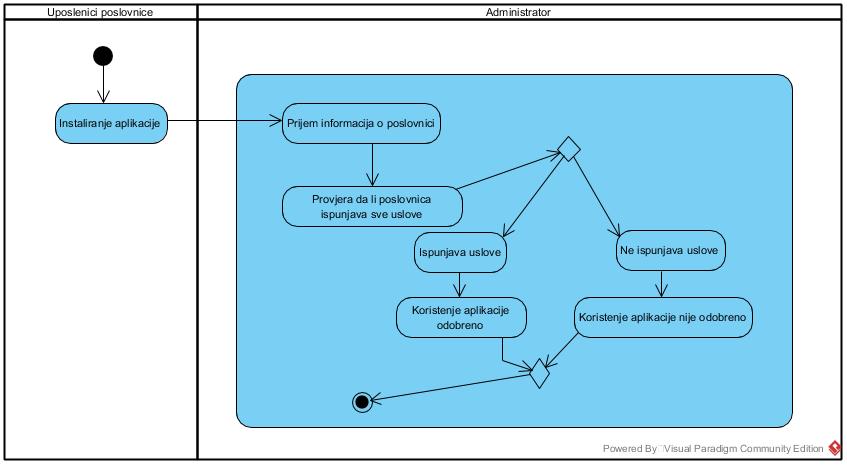 Uposlenici poslovnice
Administrator
Instaliranje aplikacije
Prijem informacija o poslovnici
Provjera da li poslovnica
ispunjava sve uslove
Ispunjava uslove
Ne ispunjava uslove
Koristenje aplikacije
odobreno
Koristenje aplikacije nije odobreno
Powered By Visual Paradigm Community Edition